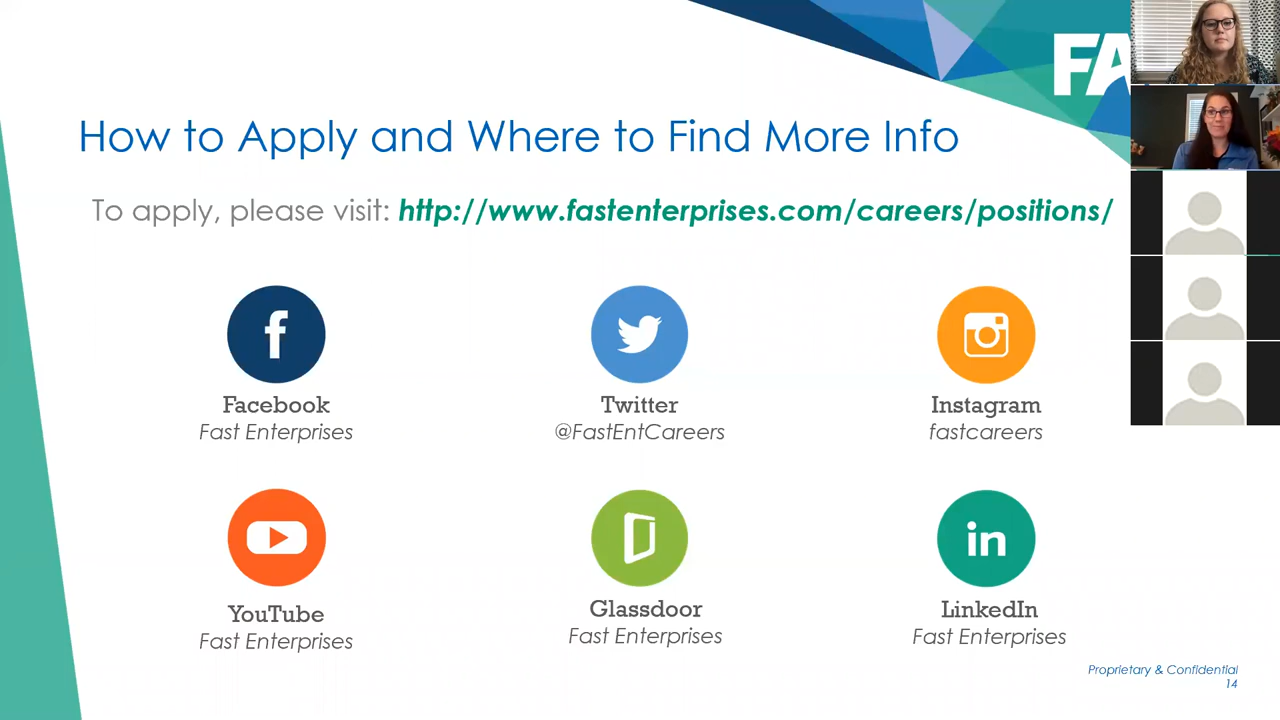 FA
How to Apply and Where to Find More Info
To apply, please visit: http://www.fastenterprises.com/careers/positions/
Facebook
Fast Enterprises
Twitter
@FastEntCareers
Instagram
fastcareers
YouTube
Fast Enterprises
Glassdoor
Fast Enterprises
in
LinkedIn
Fast Enterprises
Proprietary & Confidential
14